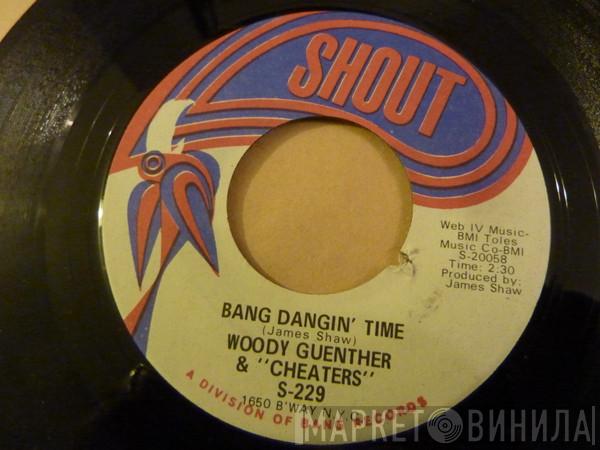 SHOUT
Web IV Music-
BMI Toles
Music Co-BMI
S-20058
Time: 2:30
Produced by:
James Shaw
BANG DANGIN' TIME
(James Shaw)
WOODY GUENTHER
& "CHEATERS"
S-229
1650 B'WAY N.Y.C.
A DIVISION OF BANG RECORDS
МАРКЕТ ВИНИЛА